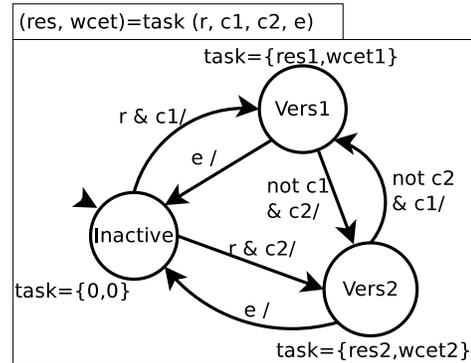 (res, wcet)=task (r, c1, c2, e)
task={res1,wcet1}
Vers1
r & c1/
e /
not c1
& c2/
not c2
& c1/
Inactive
r & c2/
Vers2
task={0,0}
e /
task={res2,wcet2}